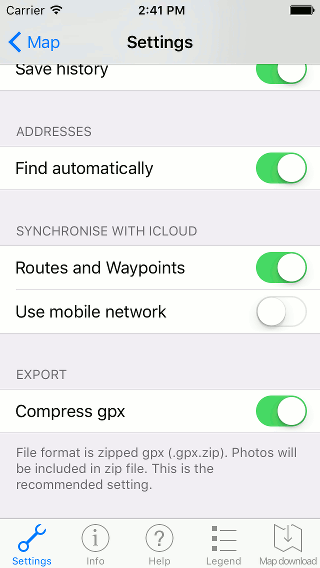 Carrier 2:41 PM
Map Settings
Save history
ADDRESSES
Find automatically
SYNCHRONISE WITH ICLOUD
Routes and Waypoints
Use mobile network
EXPORT
Compress gpx
File format is zipped gpx (.gpx.zip). Photos will
be included in zip file. This is the
recommended setting.
Settings Info Help Legend Map download